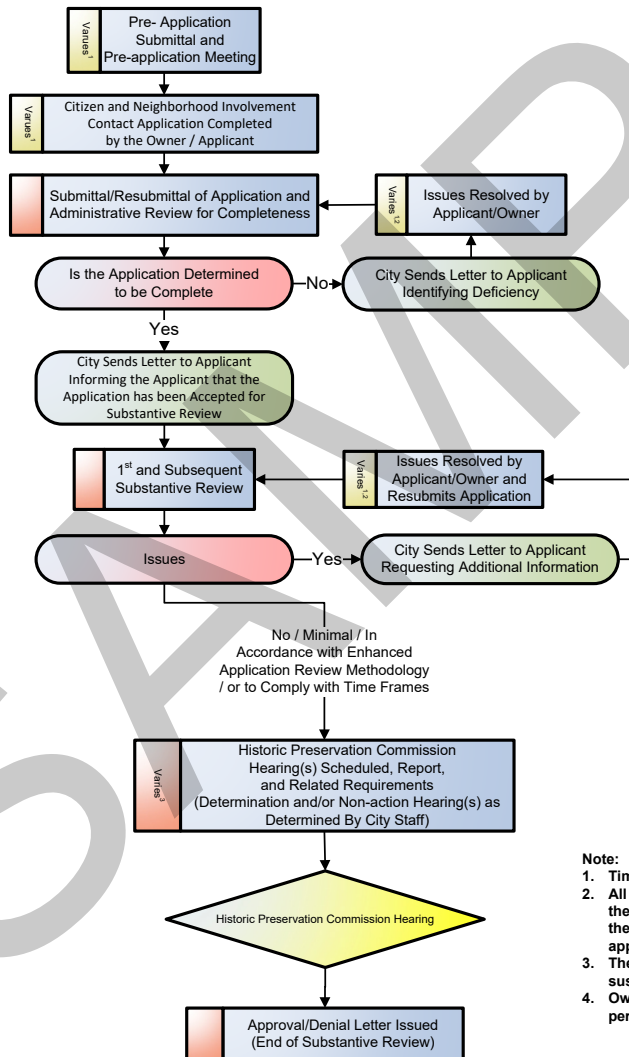 Pre- Application
Submittal and
Pre-application Meeting
Varues¹
Citizen and Neighborhood Involvement
Contact Application Completed
by the Owner / Applicant
Varues¹
Submittal/Resubmittal of Application and
Administrative Review for Completeness
Varies¹,²
Issues Resolved by
Applicant/Owner
Is the Application Determined
to be Complete
No
City Sends Letter to Applicant
Identifying Deficiency
Yes
City Sends Letter to Applicant
Informing the Applicant that the
Application has been Accepted for
Substantive Review
1st and Subsequent
Substantive Review
Varies¹,²
Issues Resolved by
Applicant/Owner and
Resubmits Application
Issues
Yes
City Sends Letter to Applicant
Requesting Additional Information
No / Minimal / In
Accordance with Enhanced
Application Review Methodology
/ or to Comply with Time Frames
Varies³
Historic Preservation Commission
Hearing(s) Scheduled, Report,
and Related Requirements
(Determination and/or Non-action Hearing(s) as
Determined By City Staff)
Historic Preservation Commission Hearing
Approval/Denial Letter Issued
(End of Substantive Review)
Note:
1. Tim
2. All
the
the
app
3. The
sus
4. Ow
per
SAMP